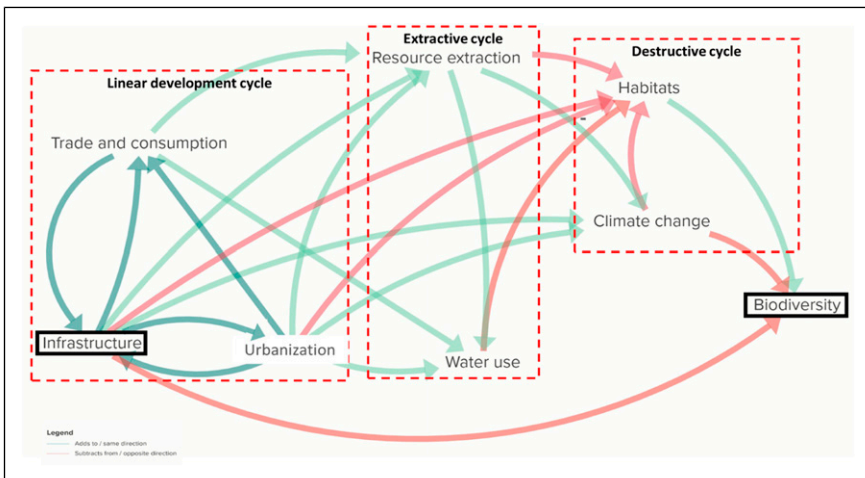 Extractive cycle
Resource extraction
Destructive cycle
Linear development cycle
Habitats
Trade and consumption
-
Climate change
Biodiversity
Infrastructure
Urbanization
Water use
Legend
Adds to / same direction
Subtracts from / opposite direction